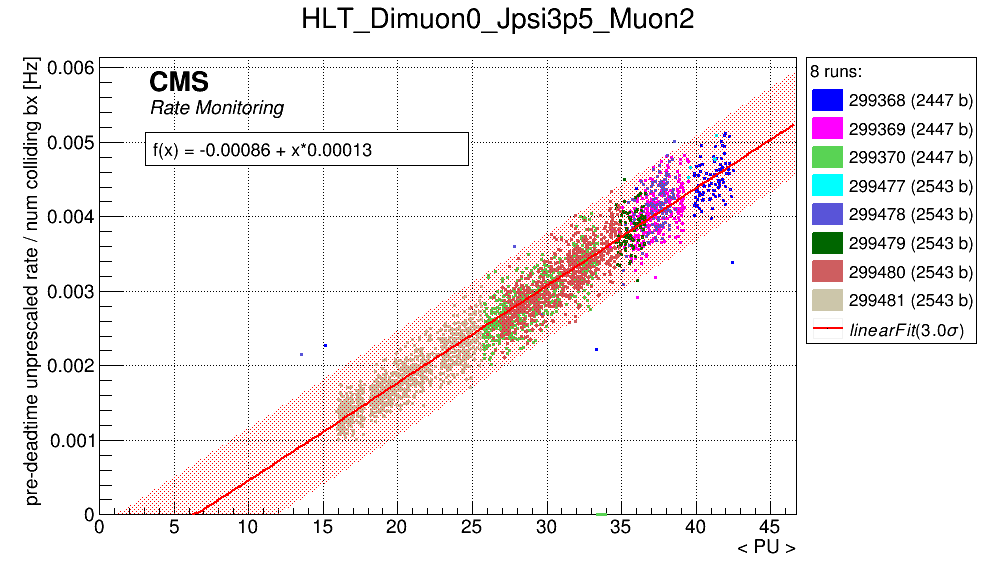 HLT_Dimuon0_Jpsi3p5_Muon2
pre-deadtime unprescaled rate / num colliding bx [Hz]
0.006
0.005
0.004
0.003
0.002
0.001
0
CMS
Rate Monitoring
f(x) = -0.00086 + x*0.00013
0 5 10 15 20 25 30 35 40 45
< PU >
8 runs:
299368 (2447 b)
299369 (2447 b)
299370 (2447 b)
299477 (2543 b)
299478 (2543 b)
299479 (2543 b)
299480 (2543 b)
299481 (2543 b)
linearFit(3.0σ)